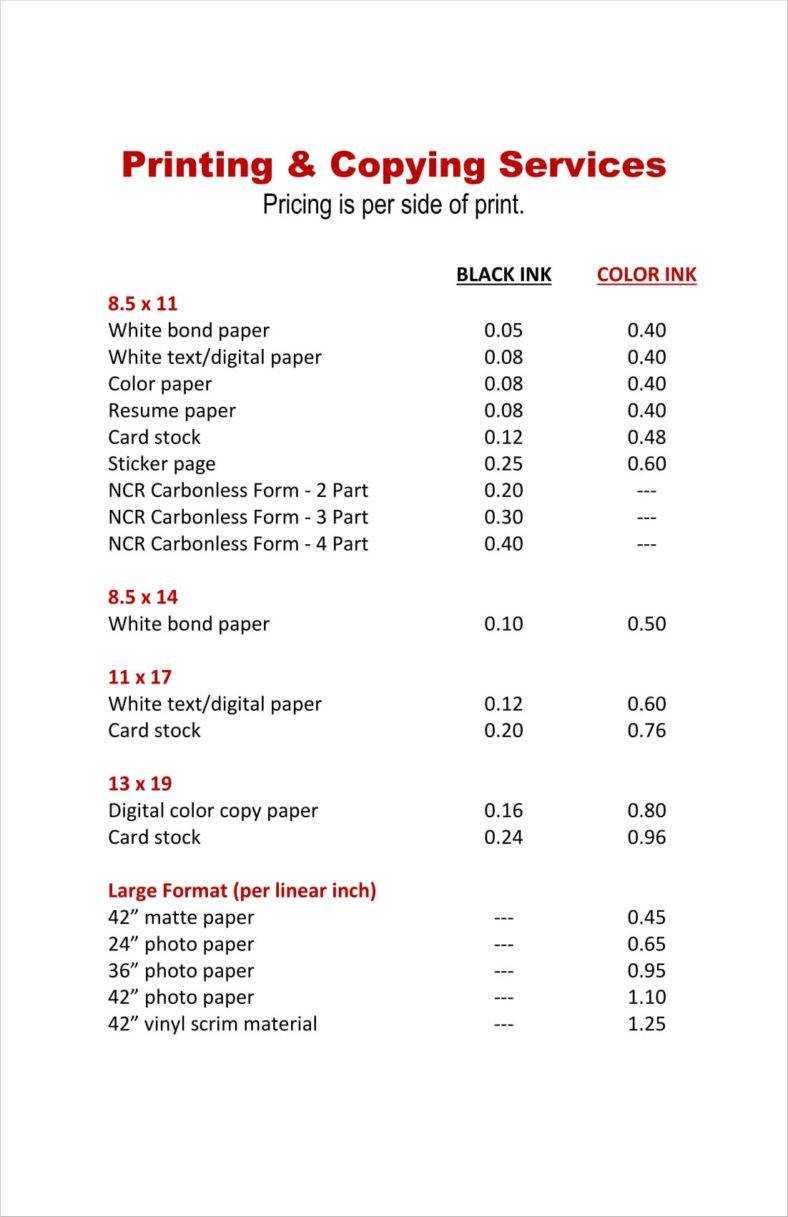 Printing & Copying Services
Pricing is per side of print.
BLACK INK COLOR INK
8.5 x 11
White bond paper 0.05 0.40
White text/digital paper 0.08 0.40
Color paper 0.08 0.40
Resume paper 0.08 0.40
Card stock 0.12 0.48
Sticker page 0.25 0.60
NCR Carbonless Form - 2 Part 0.20 ---
NCR Carbonless Form - 3 Part 0.30 ---
NCR Carbonless Form - 4 Part 0.40 ---
8.5 x 14
White bond paper 0.10 0.50
11 x 17
White text/digital paper 0.12 0.60
Card stock 0.20 0.76
13 x 19
Digital color copy paper 0.16 0.80
Card stock 0.24 0.96
Large Format (per linear inch)
42” matte paper --- 0.45
24” photo paper --- 0.65
36” photo paper --- 0.95
42” photo paper --- 1.10
42” vinyl scrim material --- 1.25